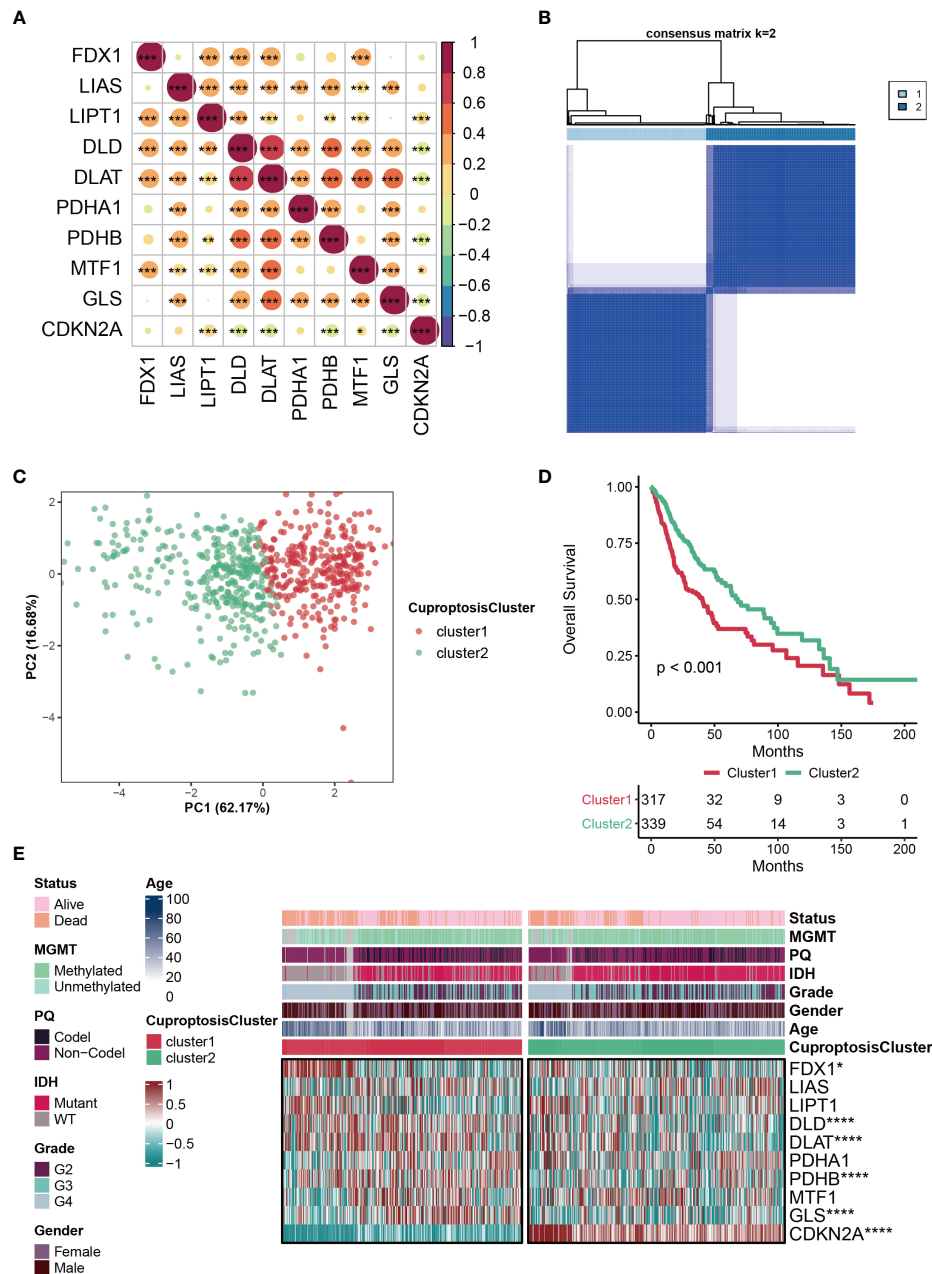 A
FDX1
LIAS
LIPT1
DLD
DLAT
PDHA1
PDHB
MTF1
GLS
CDKN2A
FDX1 LIAS LIPT1 DLD DLAT PDHA1 PDHB MTF1 GLS CDKN2A
1
0.8
0.6
0.4
0.2
0
−0.2
−0.4
−0.6
−0.8
−1
*** *** *** *** ***
*** *** *** *** *** *** *** ***
*** *** *** *** *** ** *** ***
*** *** *** *** *** *** *** *** *** ***
*** *** *** *** *** *** *** *** *** ***
*** *** *** *** *** ***
*** ** *** *** *** *** *** ***
*** *** *** *** *** *** *** *
*** *** *** *** *** *** *** ***
*** *** *** *** * *** ***
B
consensus matrix k=2
1
2
C
PC2 (16.68%)
2
0
−2
−4
−4 −2 0 2
PC1 (62.17%)
CuproptosisCluster
cluster1
cluster2
D
Overall Survival
1.00
0.75
0.50
0.25
0.00
p < 0.001
0 50 100 150 200
Months
Cluster1 Cluster2
Cluster1 317 32 9 3 0
Cluster2 339 54 14 3 1
0 50 100 150 200
Months
E
Status
Alive
Dead
MGMT
Methylated
Unmethylated
PQ
Codel
Non−Codel
IDH
Mutant
WT
Grade
G2
G3
G4
Gender
Female
Male
Age
100
80
60
40
20
0
CuproptosisCluster
cluster1
cluster2
1
0.5
0
−0.5
−1
Status
MGMT
PQ
IDH
Grade
Gender
Age
CuproptosisCluster
FDX1*
LIAS
LIPT1
DLD****
DLAT****
PDHA1
PDHB****
MTF1
GLS****
CDKN2A****